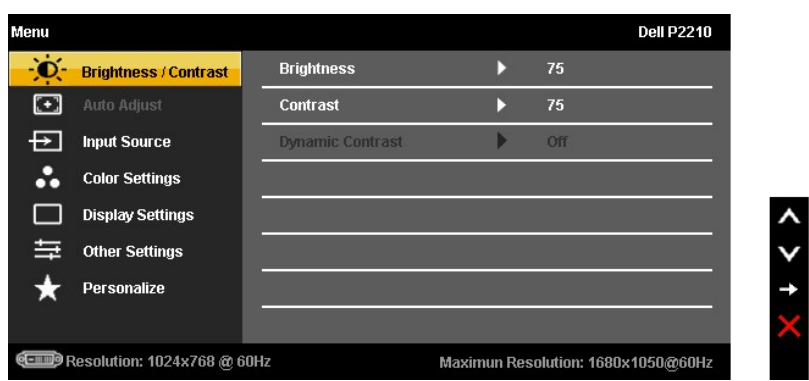 Menu Dell P2210
Brightness / Contrast Brightness 75
Auto Adjust Contrast 75
Input Source Dynamic Contrast Off
Color Settings
Display Settings
Other Settings
Personalize
Resolution: 1024x768 @ 60Hz Maximun Resolution: 1680x1050@60Hz